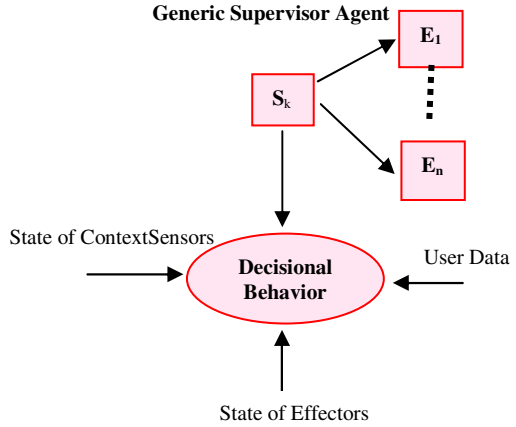 Generic Supervisor Agent
E1
Sk
En
State of ContextSensors
User Data
Decisional
Behavior
State of Effectors